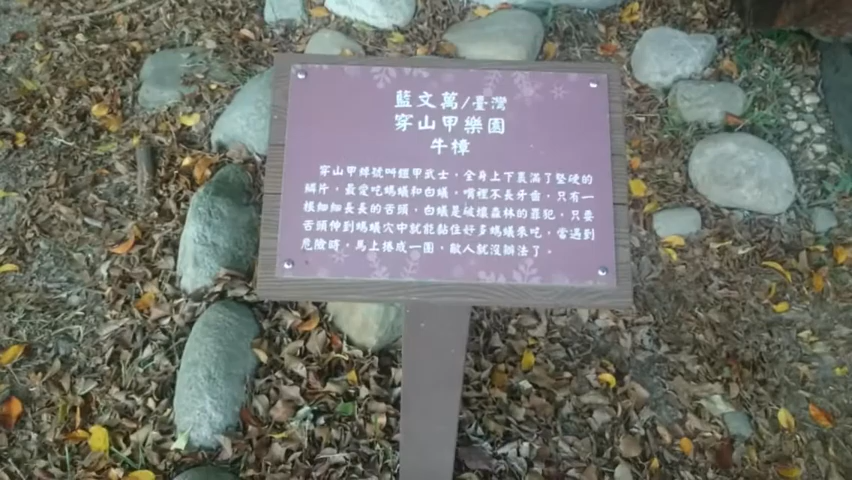 藍文萬/臺灣
穿山甲樂園
牛樟
穿山甲綽號叫鎧甲武士，全身上下裹滿了堅硬的
鱗片，最愛吃螞蟻和白蟻，嘴裡不長牙齒，只有一
根細細長長的舌頭，白蟻是破壞森林的罪犯，只要
舌頭伸到螞蟻穴中就能黏住好多螞蟻來吃，當遇到
危險時，馬上捲成一團，敵人就沒辦法了。